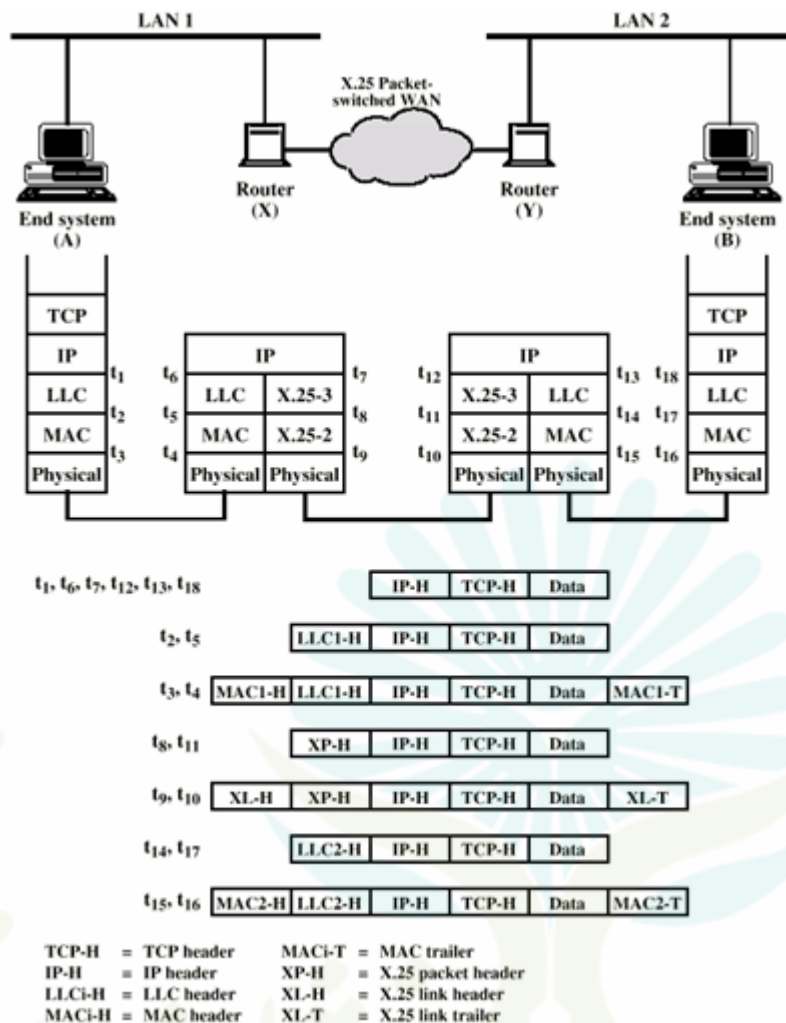 LAN 1
LAN 2
X.25 Packet-
switched WAN
Router
(X)
Router
(Y)
End system
(A)
End system
(B)
TCP
IP
LLC
MAC
Physical
t1
t2
t3
t6
t5
t4
IP
LLC X.25-3
MAC X.25-2
Physical Physical
t7
t8
t9
t12
t11
t10
IP
X.25-3 LLC
X.25-2 MAC
Physical Physical
t13
t14
t15
t18
t17
t16
TCP
IP
LLC
MAC
Physical
t1, t6, t7, t12, t13, t18 IP-H TCP-H Data
t2, t5 LLC1-H IP-H TCP-H Data
t3, t4 MAC1-H LLC1-H IP-H TCP-H Data MAC1-T
t8, t11 XP-H IP-H TCP-H Data
t9, t10 XL-H XP-H IP-H TCP-H Data XL-T
t14, t17 LLC2-H IP-H TCP-H Data
t15, t16 MAC2-H LLC2-H IP-H TCP-H Data MAC2-T
TCP-H = TCP header MACi-T = MAC trailer
IP-H = IP header XP-H = X.25 packet header
LLCi-H = LLC header XL-H = X.25 link header
MACi-H = MAC header XL-T = X.25 link trailer